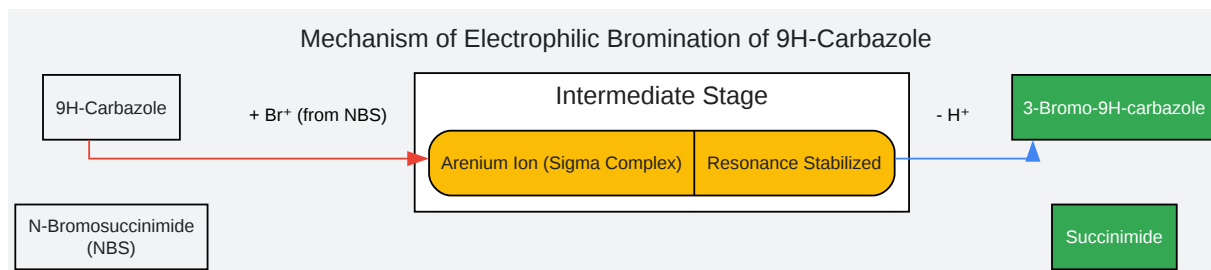 Mechanism of Electrophilic Bromination of 9H-Carbazole
9H-Carbazole
+ Br⁺ (from NBS)
Intermediate Stage
Arenium Ion (Sigma Complex)
Resonance Stabilized
- H⁺
3-Bromo-9H-carbazole
N-Bromosuccinimide
(NBS)
Succinimide